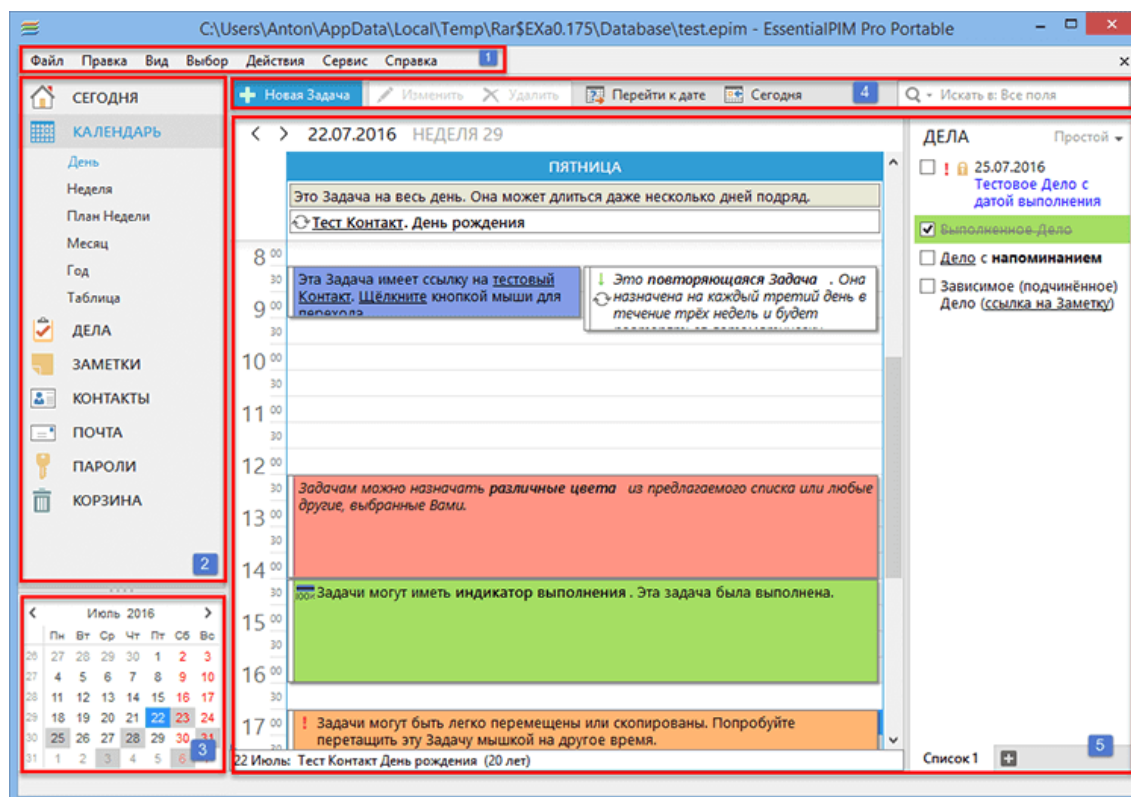 C:\Users\Anton\AppData\Local\Temp\Rar$EXa0.175\Database\test.epim - EssentialPIM Pro Portable
Файл Правка Вид Выбор Действия Сервис Справка 1
СЕГОДНЯ
КАЛЕНДАРЬ
День
Неделя
План Недели
Месяц
Год
Таблица
ДЕЛА
ЗАМЕТКИ
КОНТАКТЫ
ПОЧТА
ПАРОЛИ
КОРЗИНА
2
Июль 2016
Пн Вт Ср Чт Пт Сб Вс
26 27 28 29 30 1 2 3
27 4 5 6 7 8 9 10
28 11 12 13 14 15 16 17
29 18 19 20 21 22 23 24
30 25 26 27 28 29 30 31
31 1 2 3 4 5 6
3
Новая Задача Изменить Удалить Перейти к дате Сегодня 4 Искать в: Все поля
22.07.2016 НЕДЕЛЯ 29
ПЯТНИЦА
Это Задача на весь день. Она может длиться даже несколько дней подряд.
Тест Контакт. День рождения
8 00
30
9 00
30
10 00
30
11 00
30
12 00
30
13 00
30
14 00
30
15 00
30
16 00
30
17 00
30
Эта Задача имеет ссылку на тестовый
Контакт. Щёлкните кнопкой мыши для
перехода.
Это повторяющаяся Задача . Она
назначена на каждый третий день в
течение трёх недель и будет
повторяться автоматически
Задачам можно назначать различные цвета из предлагаемого списка или любые
другие, выбранные Вами.
100% Задачи могут иметь индикатор выполнения . Эта задача была выполнена.
! Задачи могут быть легко перемещены или скопированы. Попробуйте
перетащить эту Задачу мышкой на другое время.
22 Июль: Тест Контакт День рождения (20 лет)
ДЕЛА Простой
! 25.07.2016
Тестовое Дело с
датой выполнения
Выполненное Дело
Дело с напоминанием
Зависимое (подчинённое)
Дело (ссылка на Заметку)
5
Список 1